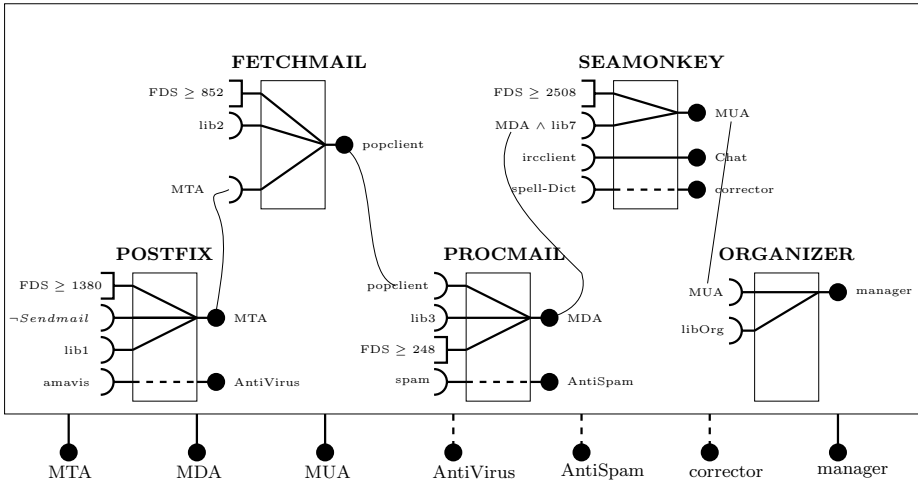 FETCHMAIL
SEAMONKEY
FDS ≥ 852
lib2
MTA
popclient
FDS ≥ 2508
MDA ∧ lib7
ircclient
spell-Dict
MUA
Chat
corrector
POSTFIX
PROCMAIL
ORGANIZER
FDS ≥ 1380
¬Sendmail
lib1
amavis
MTA
AntiVirus
popclient
lib3
FDS ≥ 248
spam
MDA
AntiSpam
MUA
libOrg
manager
MTA
MDA
MUA
AntiVirus
AntiSpam
corrector
manager